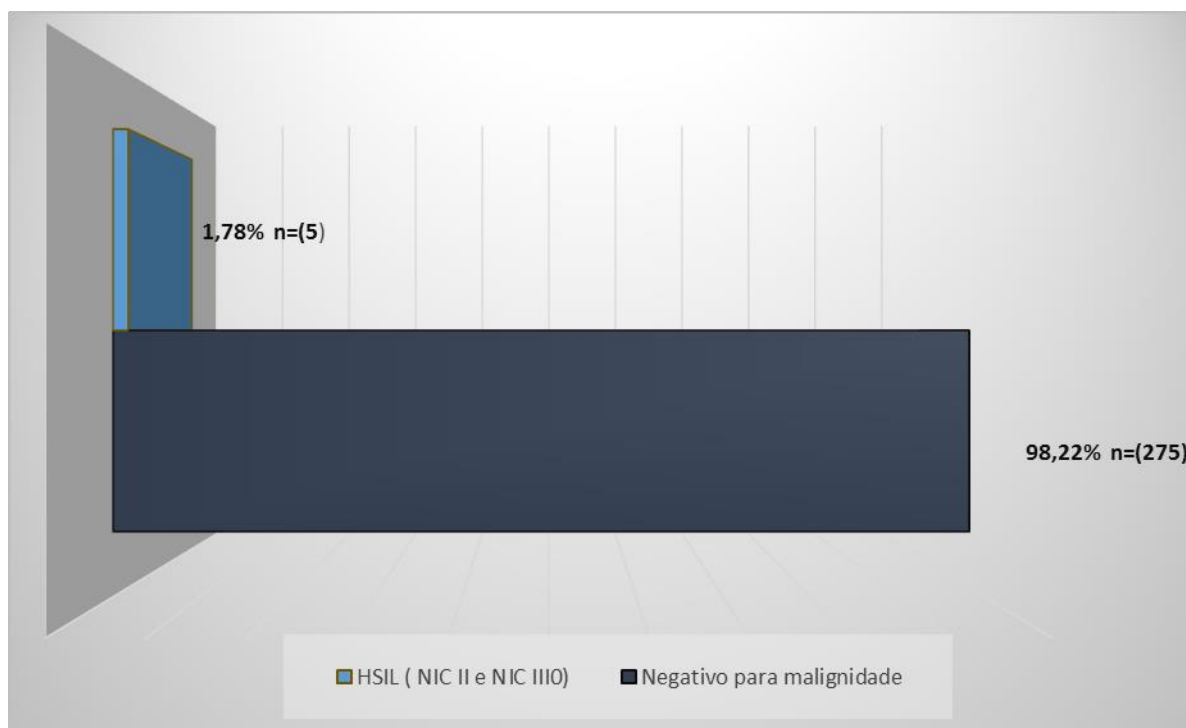 1,78% n=(5)
98,22% n=(275)
HSIL ( NIC II e NIC III0) Negativo para malignidade